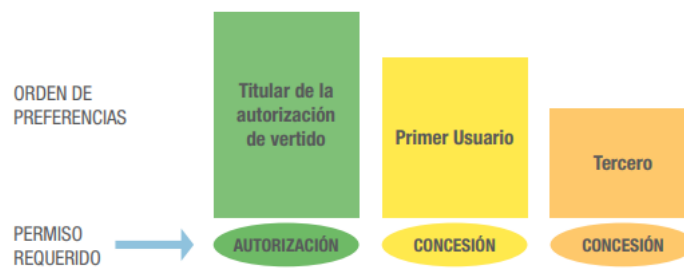 ORDEN DE
PREFERENCIAS
Titular de la
autorización
de vertido
Primer Usuario
Tercero
PERMISO
REQUERIDO
AUTORIZACIÓN
CONCESIÓN
CONCESIÓN